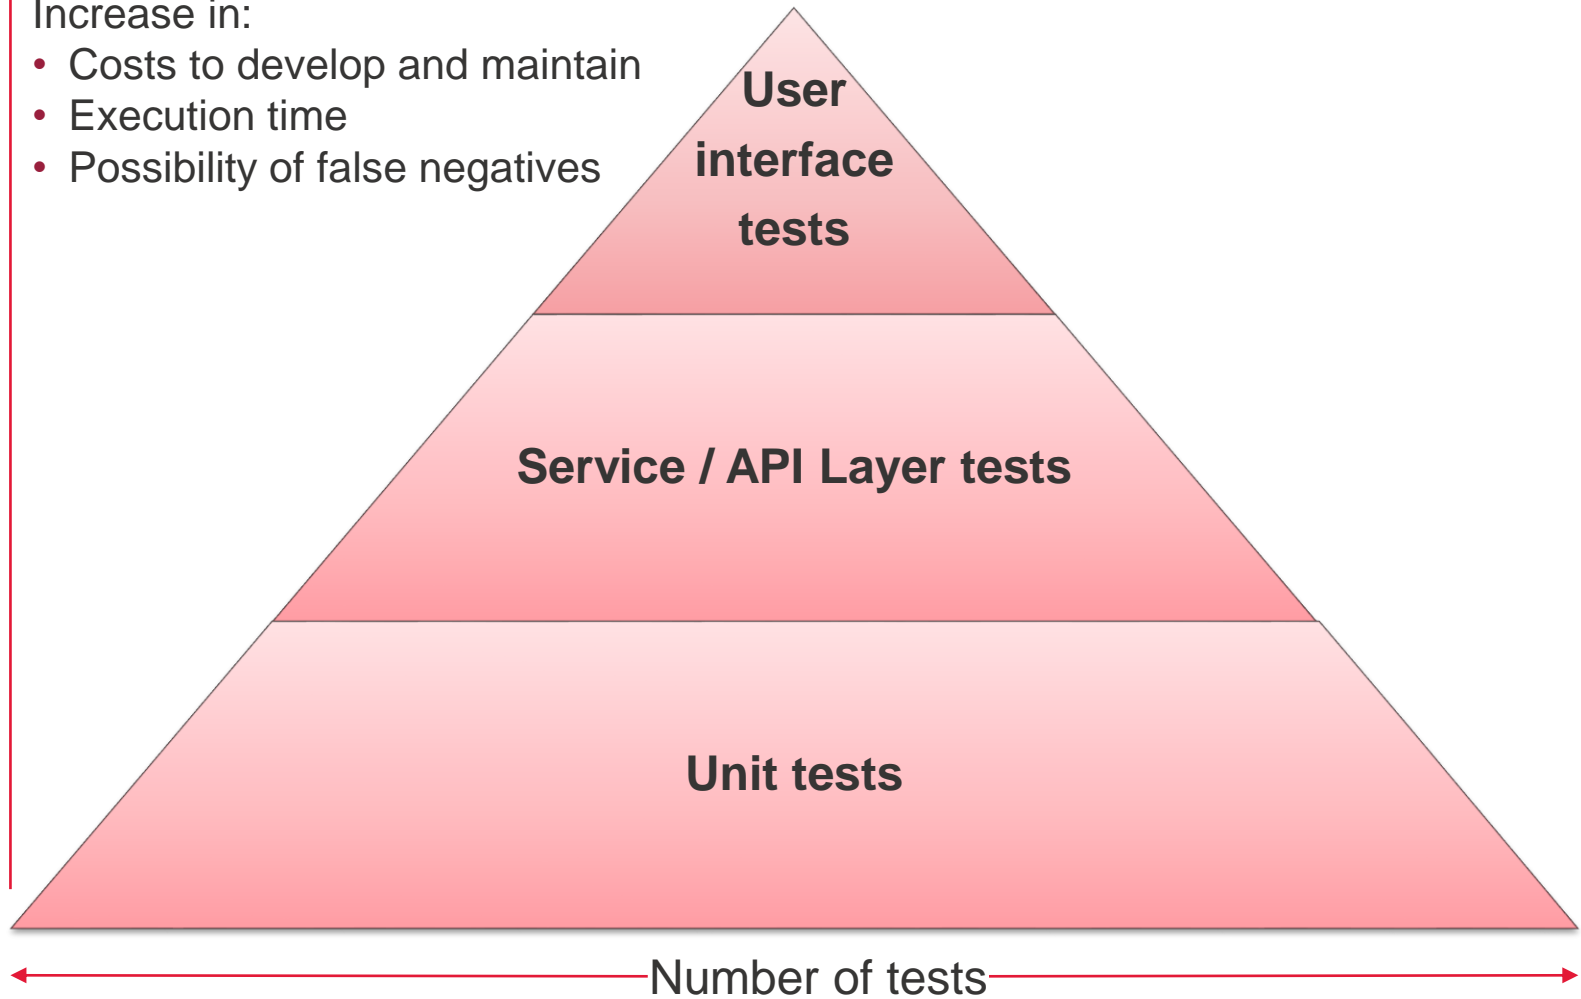 Increase in:
• Costs to develop and maintain
• Execution time
• Possibility of false negatives
User
interface
tests
Service / API Layer tests
Unit tests
Number of tests